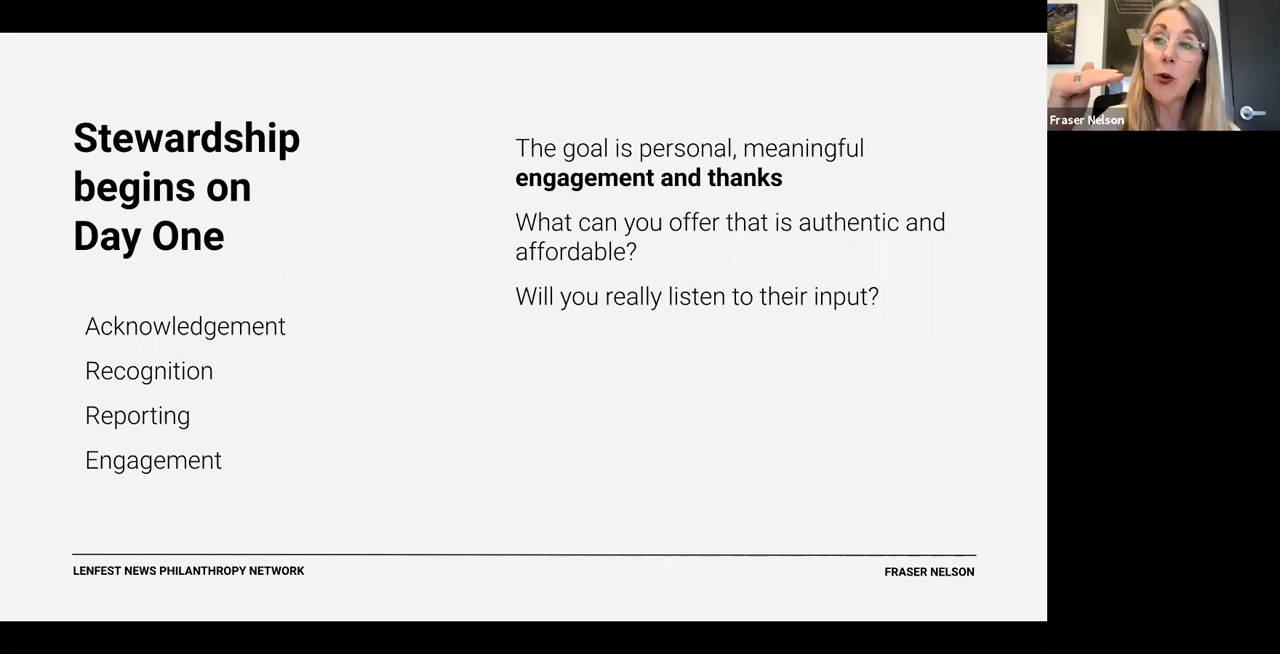 Stewardship
begins on
Day One
Acknowledgement
Recognition
Reporting
Engagement
The goal is personal, meaningful
engagement and thanks
What can you offer that is authentic and
affordable?
Will you really listen to their input?
LENFEST NEWS PHILANTHROPY NETWORK
FRASER NELSON
Fraser Nelson